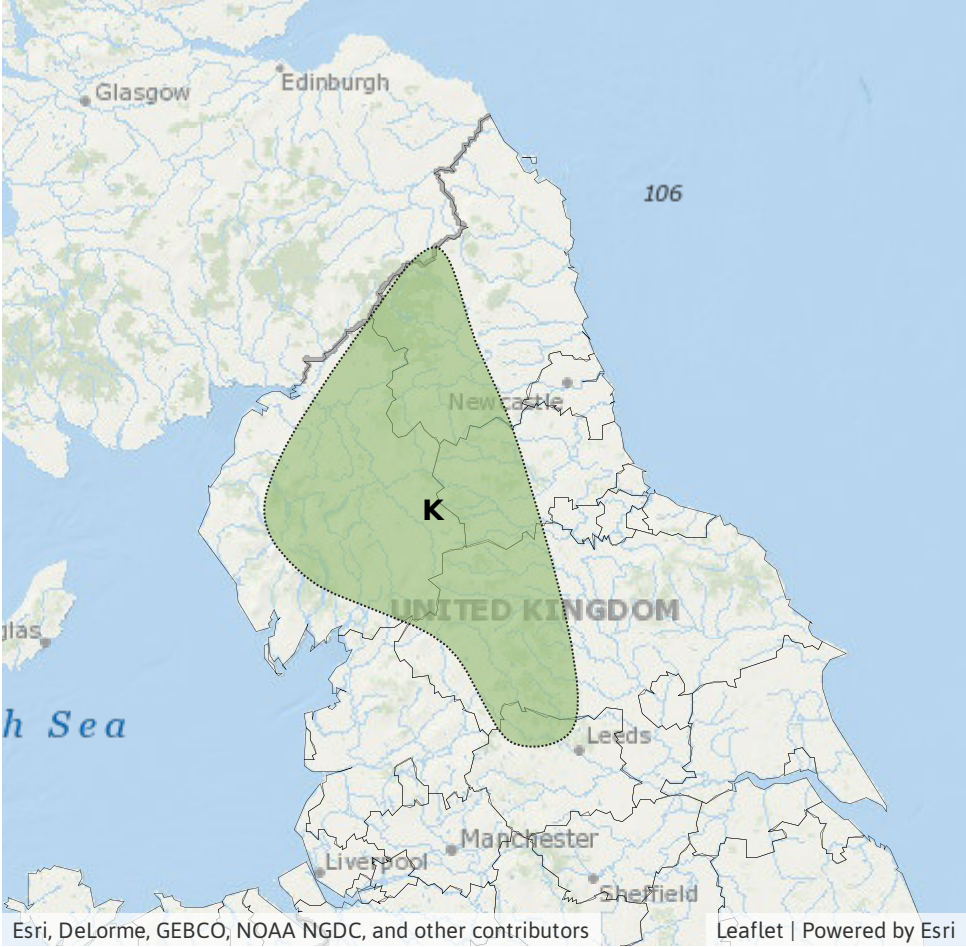 Edinburgh
Glasgow
106
Newcastle
K
UNITED KINGDOM
glas
h Sea
Leeds
Manchester
Liverpool
Sheffield
Esri, DeLorme, GEBCO, NOAA NGDC, and other contributors
Leaflet | Powered by Esri